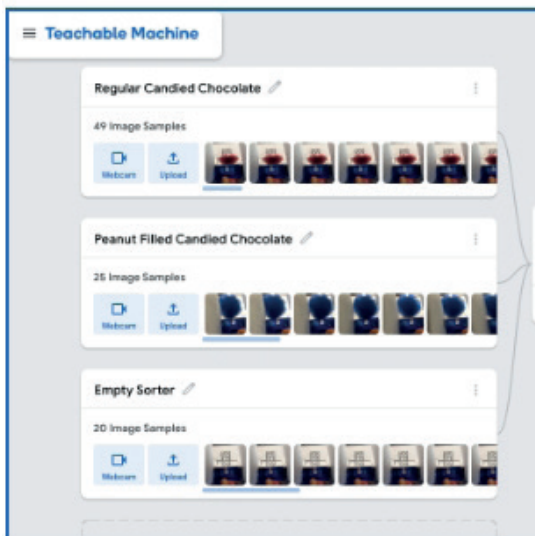 Teachable Machine
Regular Candied Chocolate
49 Image Samples
Webcam Upload
Peanut Filled Candied Chocolate
25 Image Samples
Webcam Upload
Empty Sorter
20 Image Samples
Webcam Upload